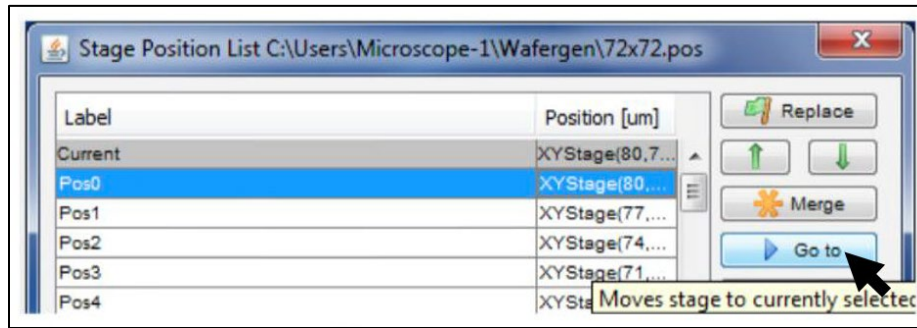 Stage Position List C:\Users\Microscope-1\Wafergen\72x72.pos
Label Position [um]
Current XYStage(80,7...
Pos0 XYStage(80,...
Pos1 XYStage(77,...
Pos2 XYStage(74,...
Pos3 XYStage(71,...
Pos4 XYSta
Replace
Merge
Go to
Moves stage to currently selected